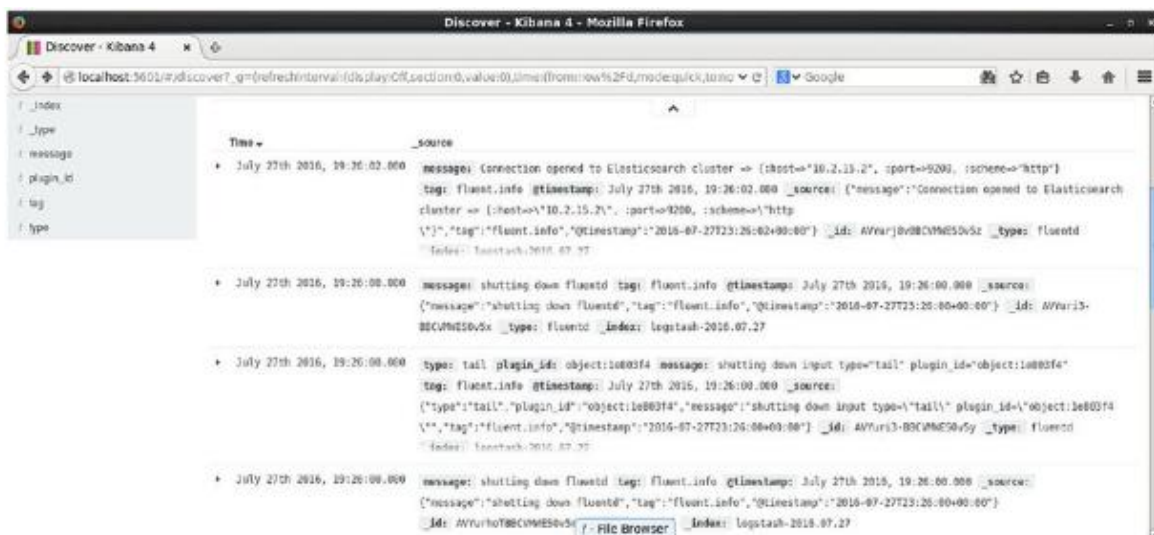 Discover - Kibana 4 - Mozilla Firefox
Discover - Kibana 4
localhost:5601/#/discover?_g=(refreshInterval:(display:Off,section:0,value:0),time:(from:now%2Fd,mode:quick,to:no
Google
_index
_type
message
plugin_id
tag
type
Time
_source
July 27th 2016, 19:26:02.000
message: Connection opened to Elasticsearch cluster => {:host=>"10.2.15.2", :port=>9200, :scheme=>"http"}
tag: fluent.info @timestamp: July 27th 2016, 19:26:02.000 _source: {"message":"Connection opened to Elasticsearch
cluster => {:host=>\"10.2.15.2\", :port=>9200, :scheme=>\"http
\"}","tag":"fluent.info","@timestamp":"2016-07-27T23:26:02+00:00"} _id: _type: fluentd
_index: logstash-2016.07.27
July 27th 2016, 19:26:00.000
message: shutting down fluentd tag: fluent.info @timestamp: July 27th 2016, 19:26:00.000 _source:
{"message":"shutting down fluentd","tag":"fluent.info","@timestamp":"2016-07-27T23:26:00+00:00"} _id:
_type: fluentd _index: logstash-2016.07.27
July 27th 2016, 19:26:00.000
type: tail plugin_id: object:1e803f4 message: shutting down input type="tail" plugin_id="object:1e803f4"
tag: fluent.info @timestamp: July 27th 2016, 19:26:00.000 _source:
{"type":"tail","plugin_id":"object:1e803f4","message":"shutting down input type=\"tail\" plugin_id=\"object:1e803f4
\"","tag":"fluent.info","@timestamp":"2016-07-27T23:26:00+00:00"} _id: _type: fluentd
_index: logstash-2016.07.27
July 27th 2016, 19:26:00.000
message: shutting down fluentd tag: fluent.info @timestamp: July 27th 2016, 19:26:00.000 _source:
{"message":"shutting down fluentd","tag":"fluent.info","@timestamp":"2016-07-27T23:26:00+00:00"}
_id: _index: logstash-2016.07.27
f - File Browser